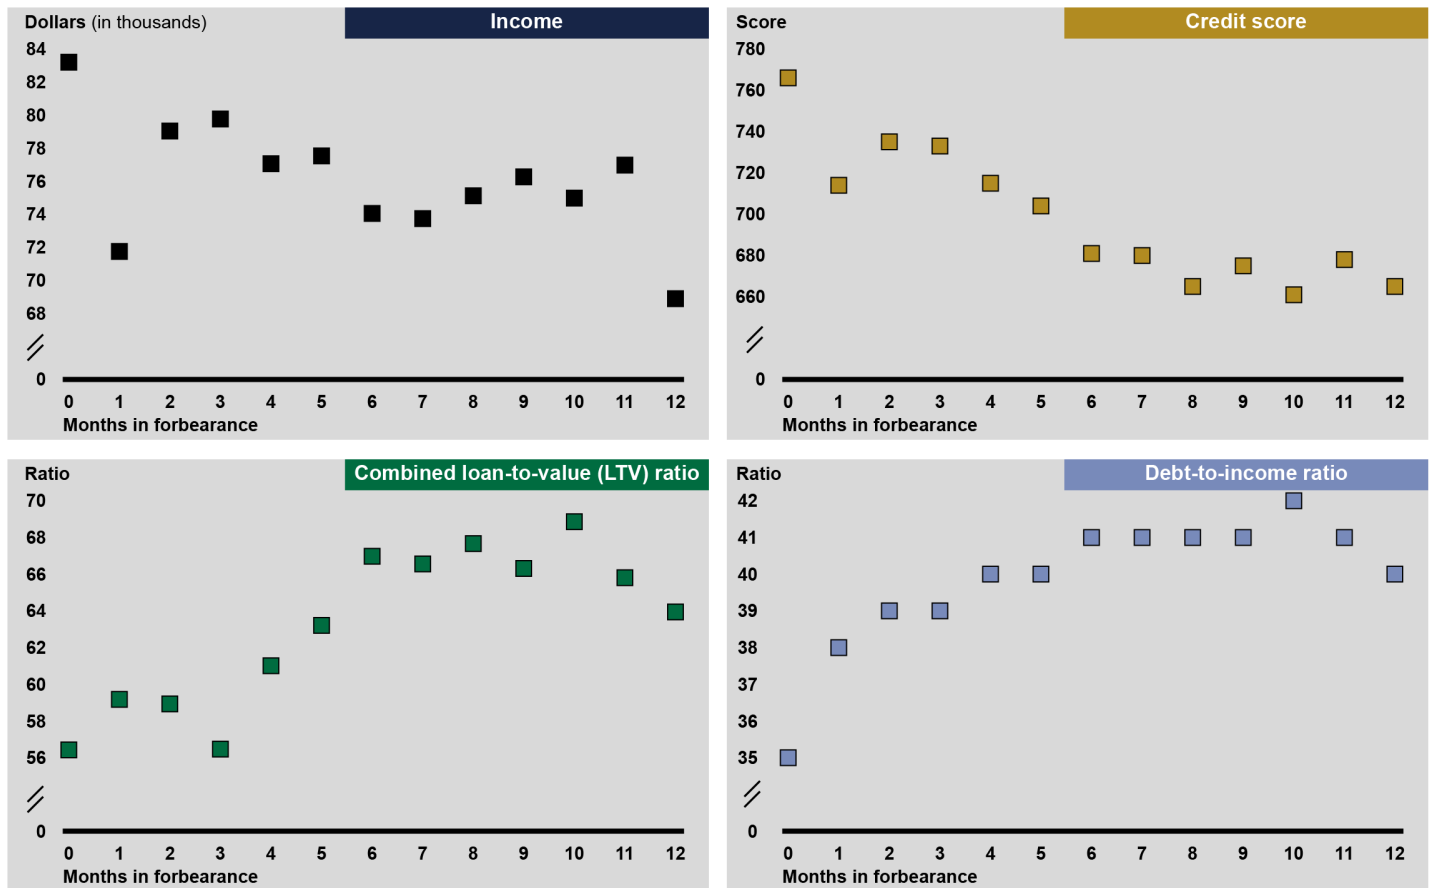 Dollars (in thousands)
Income
84
82
80
78
76
74
72
70
68
0
0 1 2 3 4 5 6 7 8 9 10 11 12
Months in forbearance
Score
Credit score
780
760
740
720
700
680
660
0
0 1 2 3 4 5 6 7 8 9 10 11 12
Months in forbearance
Ratio
Combined loan-to-value (LTV) ratio
70
68
66
64
62
60
58
56
0
0 1 2 3 4 5 6 7 8 9 10 11 12
Months in forbearance
Ratio
Debt-to-income ratio
42
41
40
39
38
37
36
35
0
0 1 2 3 4 5 6 7 8 9 10 11 12
Months in forbearance